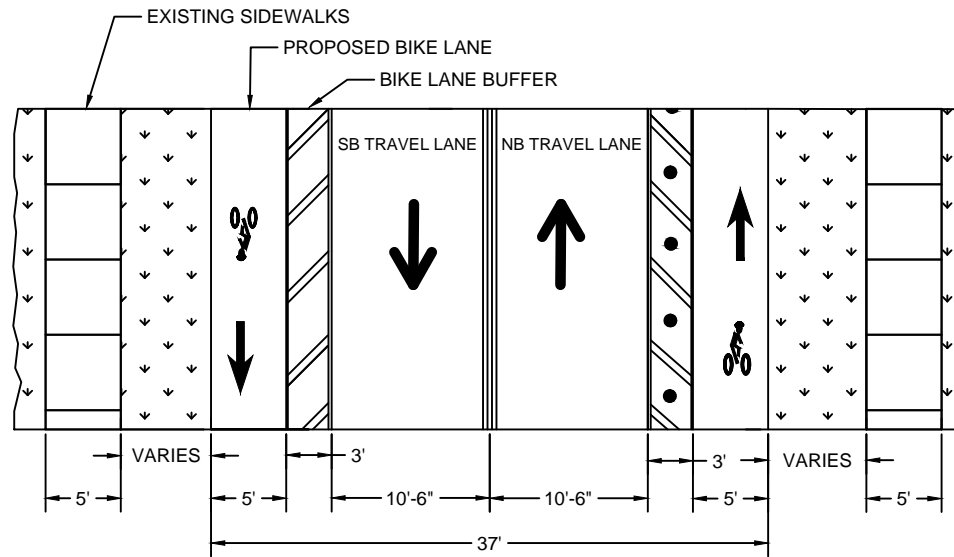 EXISTING SIDEWALKS
PROPOSED BIKE LANE
BIKE LANE BUFFER
SB TRAVEL LANE
NB TRAVEL LANE
VARIES
3'
3'
VARIES
5'
5'
10'-6"
10'-6"
5'
5'
37'